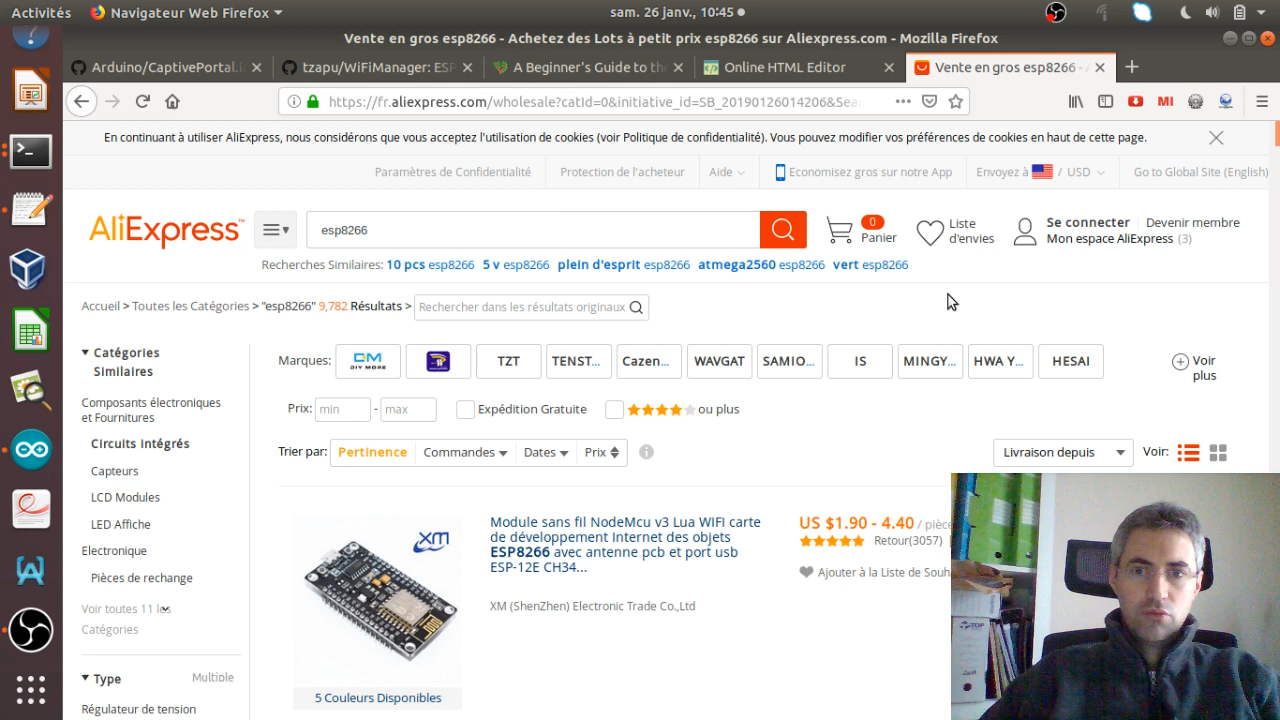 Activités
Navigateur Web Firefox
sam. 26 janv., 10:45
Vente en gros esp8266 - Achetez des Lots à petit prix esp8266 sur Aliexpress.com - Mozilla Firefox
Arduino/CaptivePortal.i
tzapu/WiFiManager: ESP
A Beginner's Guide to the
Online HTML Editor
Vente en gros esp8266 -
https://fr.aliexpress.com/wholesale?catId=0&initiative_id=SB_20190126014206&Sea
En continuant à utiliser AliExpress, nous considérons que vous acceptez l'utilisation de cookies (voir Politique de confidentialité). Vous pouvez modifier vos préférences de cookies en haut de cette page.
Paramètres de Confidentialité
Protection de l'acheteur
Aide
Economisez gros sur notre App
Envoyez à / USD
Go to Global Site (English)
AliExpress™
esp8266
0
Panier
Liste
d'envies
Se connecter
Devenir membre
Mon espace AliExpress (3)
Recherches Similaires: 10 pcs esp8266 5 v esp8266 plein d'esprit esp8266 atmega2560 esp8266 vert esp8266
Accueil > Toutes les Catégories > "esp8266" 9,782 Résultats >
Rechercher dans les résultats originaux
Catégories
Similaires
Composants électroniques
et Fournitures
Circuits Intégrés
Capteurs
LCD Modules
LED Affiche
Electronique
Pièces de rechange
Voir toutes 11 les
Catégories
Type
Multiple
Régulateur de tension
Marques:
DM
DIY MORE
TZT
TENST...
Cazen...
WAVGAT
SAMIO...
IS
MINGY...
HWA Y...
HESAI
Voir
plus
Prix: min - max
Expédition Gratuite
ou plus
Trier par: Pertinence Commandes Dates Prix
Livraison depuis
Voir:
XM
5 Couleurs Disponibles
Module sans fil NodeMcu v3 Lua WIFI carte
de développement Internet des objets
ESP8266 avec antenne pcb et port usb
ESP-12E CH34...
XM (ShenZhen) Electronic Trade Co.,Ltd
US $1.90 - 4.40 / pièce
Retour(3057)
Ajouter à la Liste de Souh